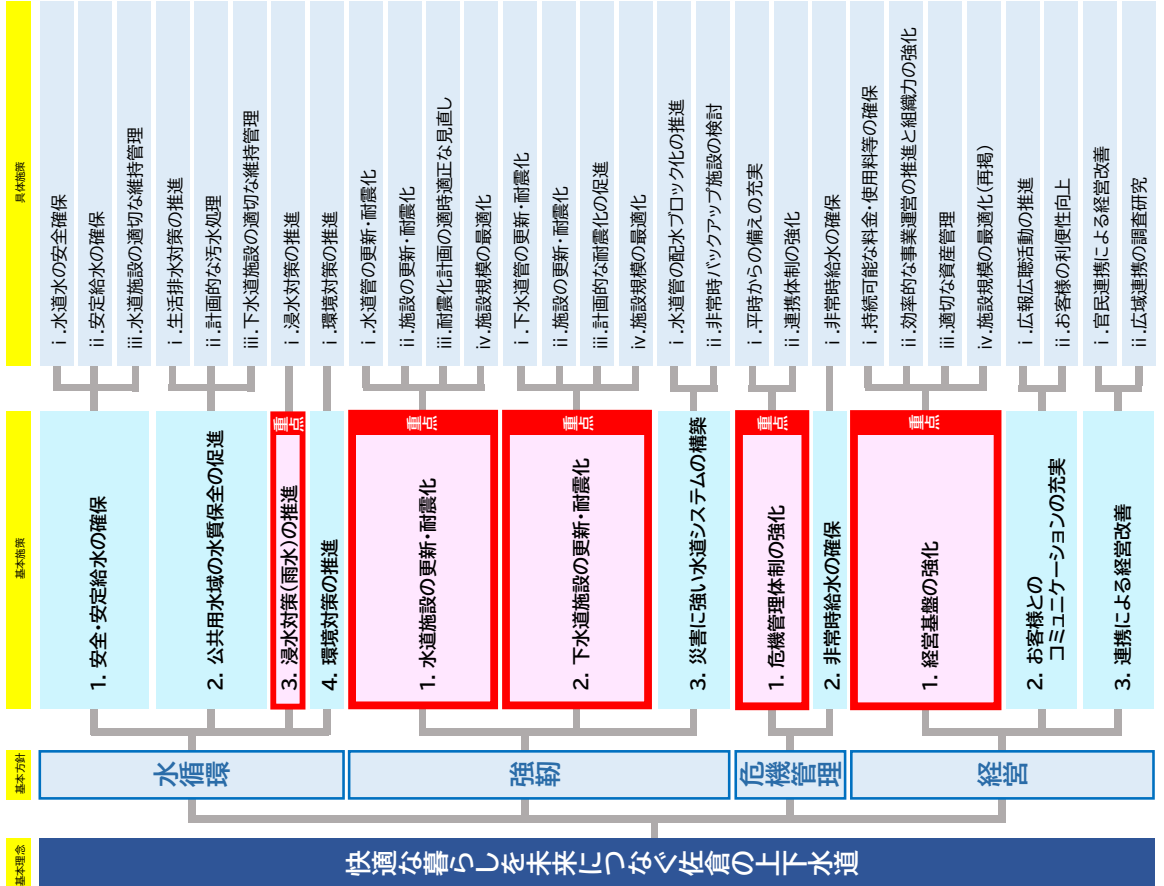 基本理念
快適な暮らしを未来につなぐ佐倉の上下水道
基本方針
水循環
強靭
危機管理
経営
基本施策
1. 安全・安定給水の確保
2. 公共用水域の水質保全の促進
3. 浸水対策(雨水)の推進
重点
4. 環境対策の推進
1. 水道施設の更新・耐震化
重点
2. 下水道施設の更新・耐震化
重点
3. 災害に強い水道システムの構築
1. 危機管理体制の強化
重点
2. 非常時給水の確保
1. 経営基盤の強化
重点
2. お客様との
コミュニケーションの充実
3. 連携による経営改善
具体施策
ⅰ.水道水の安全確保
ⅱ.安定給水の確保
ⅲ.水道施設の適切な維持管理
ⅰ.生活排水対策の推進
ⅱ.計画的な汚水処理
ⅲ.下水道施設の適切な維持管理
ⅰ.浸水対策の推進
ⅰ.環境対策の推進
ⅰ.水道管の更新・耐震化
ⅱ.施設の更新・耐震化
ⅲ.耐震化計画の適時適正な見直し
ⅳ.施設規模の最適化
ⅰ.下水道管の更新・耐震化
ⅱ.施設の更新・耐震化
ⅲ.計画的な耐震化の促進
ⅳ.施設規模の最適化
ⅰ.水道管の配水ブロック化の推進
ⅱ.非常時バックアップ施設の検討
ⅰ.平時からの備えの充実
ⅱ.連携体制の強化
ⅰ.非常時給水の確保
ⅰ.持続可能な料金・使用料等の確保
ⅱ.効率的な事業運営の推進と組織力の強化
ⅲ.適切な資産管理
ⅳ.施設規模の最適化(再掲)
ⅰ.広報広聴活動の推進
ⅱ.お客様の利便性向上
ⅰ.官民連携による経営改善
ⅱ.広域連携の調査研究